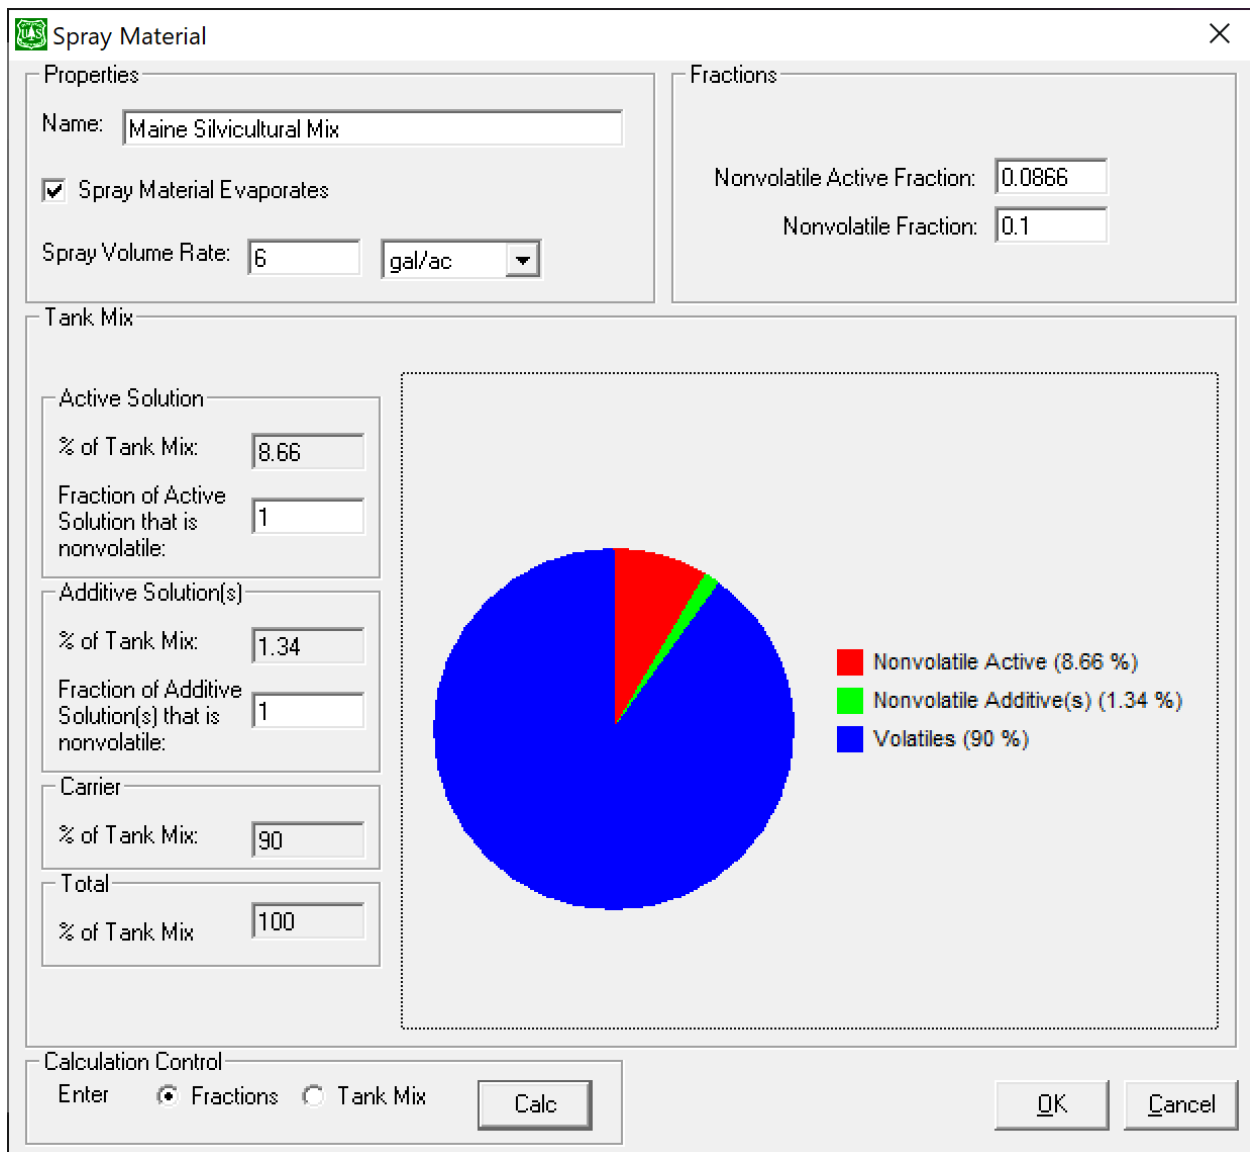 Spray Material
Properties
Name: Maine Silvicultural Mix
Spray Material Evaporates
Spray Volume Rate: 6 gal/ac
Fractions
Nonvolatile Active Fraction: 0.0866
Nonvolatile Fraction: 0.1
Tank Mix
Active Solution
% of Tank Mix: 8.66
Fraction of Active
Solution that is
nonvolatile:
1
Additive Solution(s)
% of Tank Mix: 1.34
Fraction of Additive
Solution(s) that is
nonvolatile:
1
Carrier
% of Tank Mix: 90
Total
% of Tank Mix 100
Nonvolatile Active (8.66 %)
Nonvolatile Additive(s) (1.34 %)
Volatiles (90 %)
Calculation Control
Enter Fractions Tank Mix Calc
OK Cancel